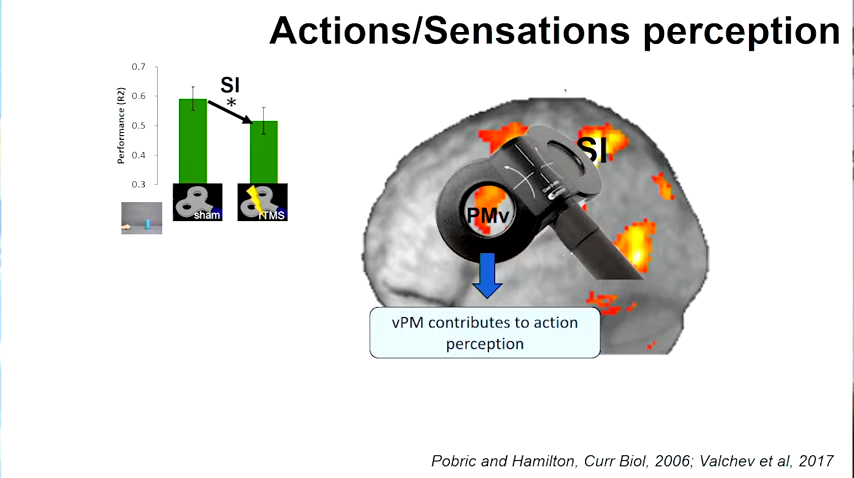 Actions/Sensations perception
0.7
0.6
0.5
0.4
0.3
Performance (R2)
SI
*
sham
rTMS
SI
PMv
vPM contributes to action
perception
Pobric and Hamilton, Curr Biol, 2006; Valchev et al, 2017